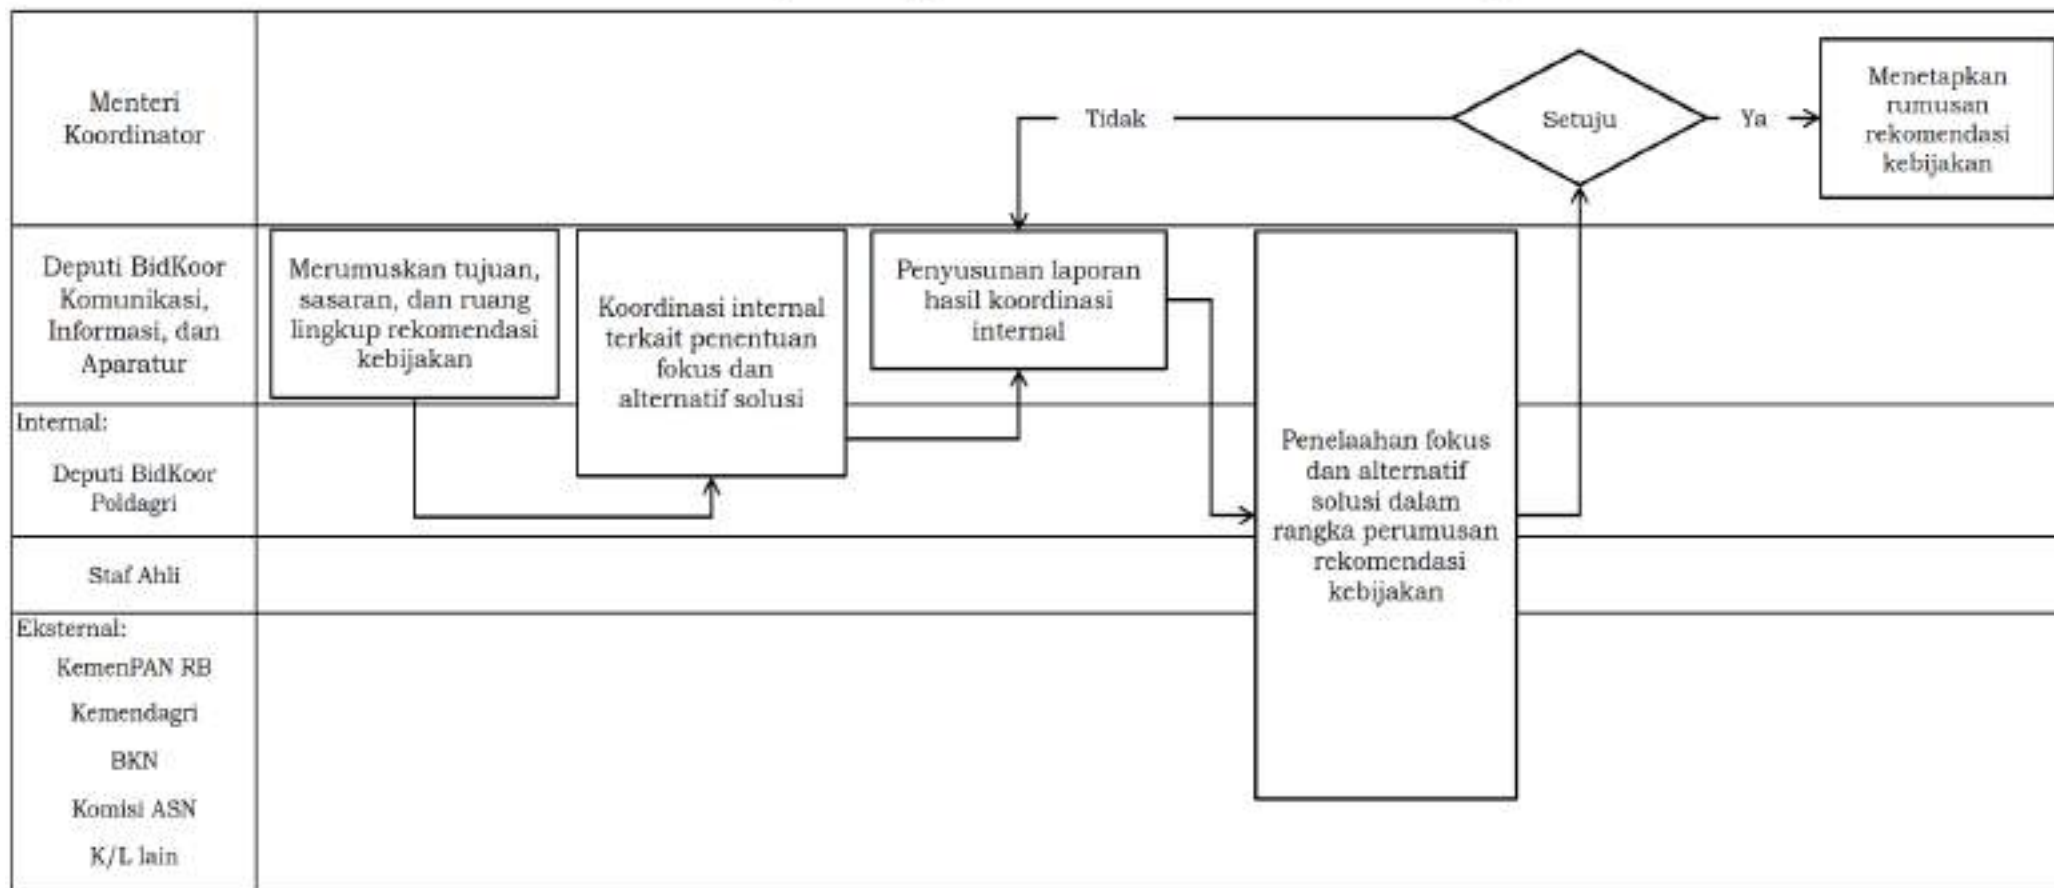 Menteri
Koordinator
Tidak
Setuju
Ya
Menetapkan
rumusan
rekomendasi
kebijakan
Deputi BidKoor
Komunikasi,
Informasi, dan
Aparatur
Merumuskan tujuan,
sasaran, dan ruang
lingkup rekomendasi
kebijakan
Koordinasi internal
terkait penentuan
fokus dan
alternatif solusi
Penyusunan laporan
hasil koordinasi
internal
Penelaahan fokus
dan alternatif
solusi dalam
rangka perumusan
rekomendasi
kebijakan
Internal:
Deputi BidKoor
Poldagri
Staf Ahli
Eksternal:
KemenPAN RB
Kemendagri
BKN
Komisi ASN
K/L lain